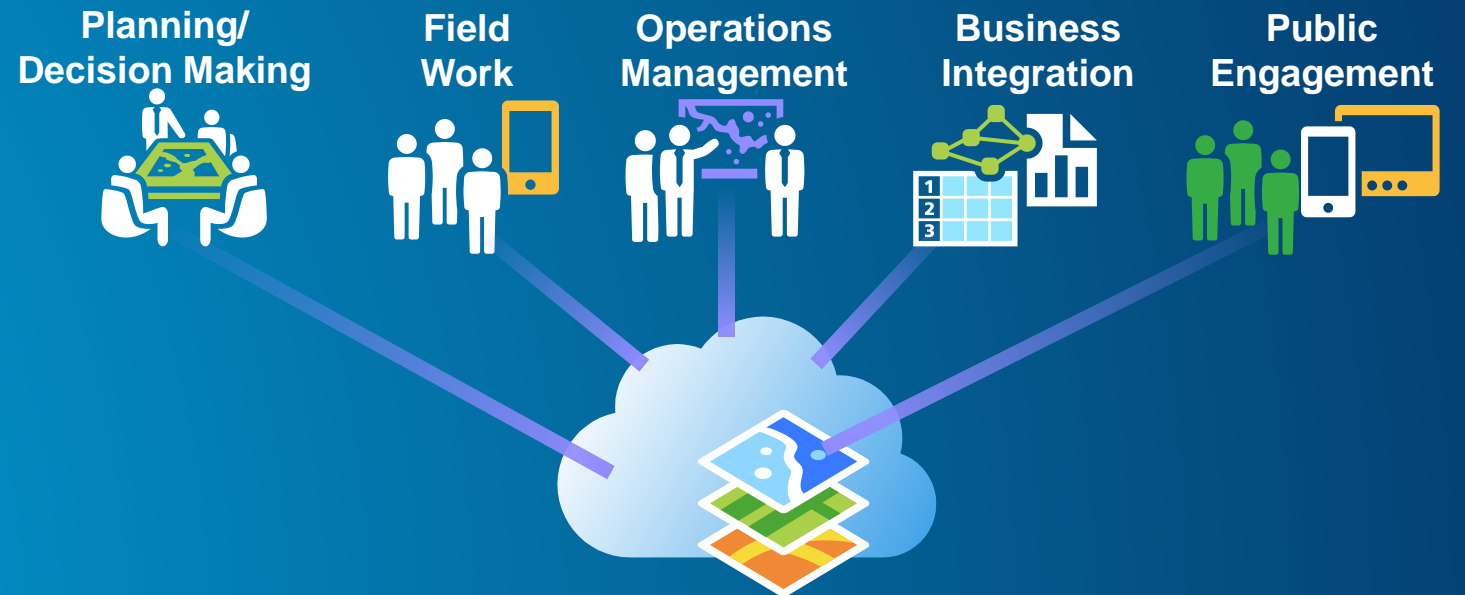 Planning/
Decision Making
Field
Work
Operations
Management
Business
Integration
Public
Engagement
1
2
3